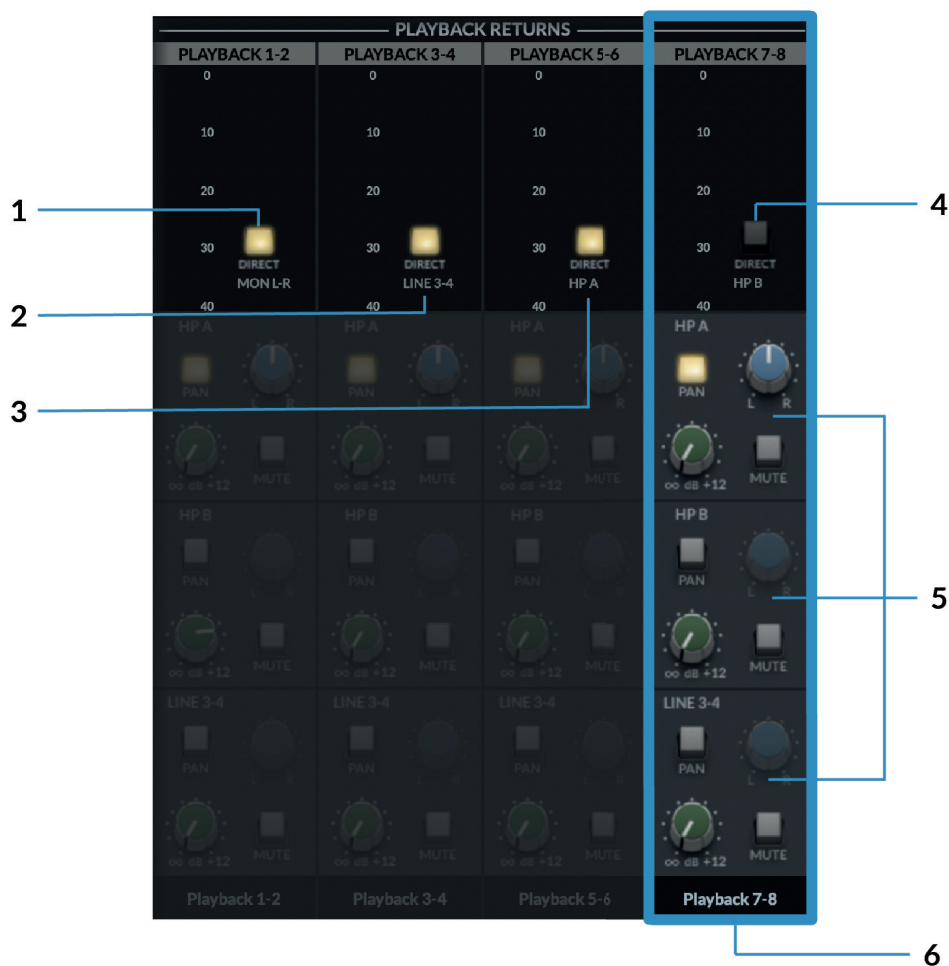 PLAYBACK RETURNS
PLAYBACK 1-2 PLAYBACK 3-4 PLAYBACK 5-6 PLAYBACK 7-8
0 0 0 0
10 10 10 10
20 20 20 20
1 4
30 30 30 30
DIRECT DIRECT DIRECT DIRECT
MON L-R LINE 3-4 HP A HP B
2
40 40 40 40
HP A HP A HP A HP A
PAN PAN PAN PAN
L R L R L R L R
3
MUTE MUTE MUTE MUTE
∞ dB +12 ∞ dB +12 ∞ dB +12 ∞ dB +12
HP B HP B HP B HP B
PAN PAN PAN PAN
L R L R L R L R
5
MUTE MUTE MUTE MUTE
∞ dB +12 ∞ dB +12 ∞ dB +12 ∞ dB +12
LINE 3-4 LINE 3-4 LINE 3-4 LINE 3-4
PAN PAN PAN PAN
L R L R L R L R
MUTE MUTE MUTE MUTE
∞ dB +12 ∞ dB +12 ∞ dB +12 ∞ dB +12
Playback 1-2 Playback 3-4 Playback 5-6 Playback 7-8
6